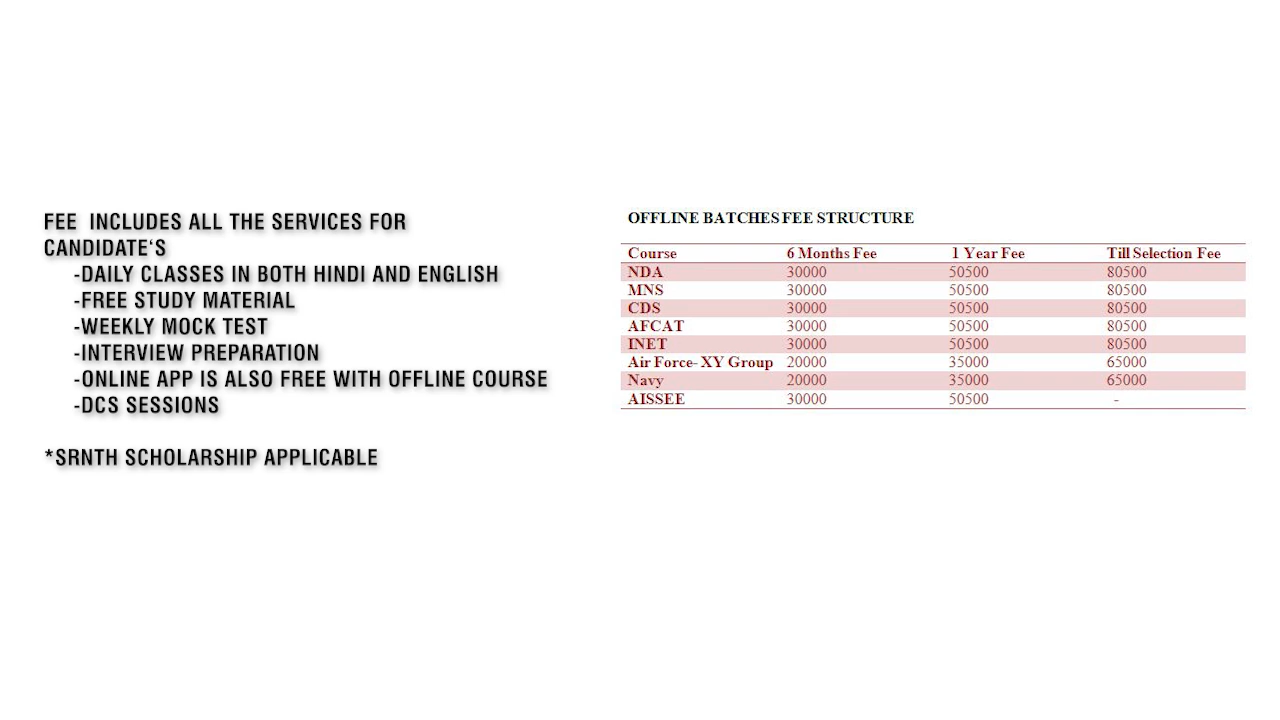 FEE INCLUDES ALL THE SERVICES FOR
CANDIDATE‘S
-DAILY CLASSES IN BOTH HINDI AND ENGLISH
-FREE STUDY MATERIAL
-WEEKLY MOCK TEST
-INTERVIEW PREPARATION
-ONLINE APP IS ALSO FREE WITH OFFLINE COURSE
-DCS SESSIONS
*SRNTH SCHOLARSHIP APPLICABLE
OFFLINE BATCHES FEE STRUCTURE
Course 6 Months Fee 1 Year Fee Till Selection Fee
NDA 30000 50500 80500
MNS 30000 50500 80500
CDS 30000 50500 80500
AFCAT 30000 50500 80500
INET 30000 50500 80500
Air Force- XY Group 20000 35000 65000
Navy 20000 35000 65000
AISSEE 30000 50500 -